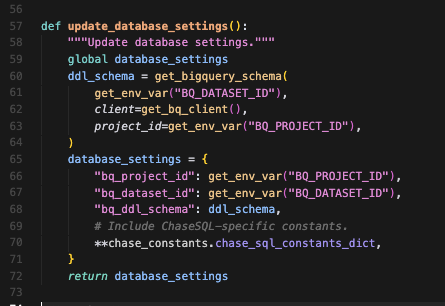 56
57 def update_database_settings():
58     """Update database settings."""
59     global database_settings
60     ddl_schema = get_bigquery_schema(
61         get_env_var("BQ_DATASET_ID"),
62         client=get_bq_client(),
63         project_id=get_env_var("BQ_PROJECT_ID"),
64     )
65     database_settings = {
66         "bq_project_id": get_env_var("BQ_PROJECT_ID"),
67         "bq_dataset_id": get_env_var("BQ_DATASET_ID"),
68         "bq_ddl_schema": ddl_schema,
69         # Include ChaseSQL-specific constants.
70         **chase_constants.chase_sql_constants_dict,
71     }
72     return database_settings
73